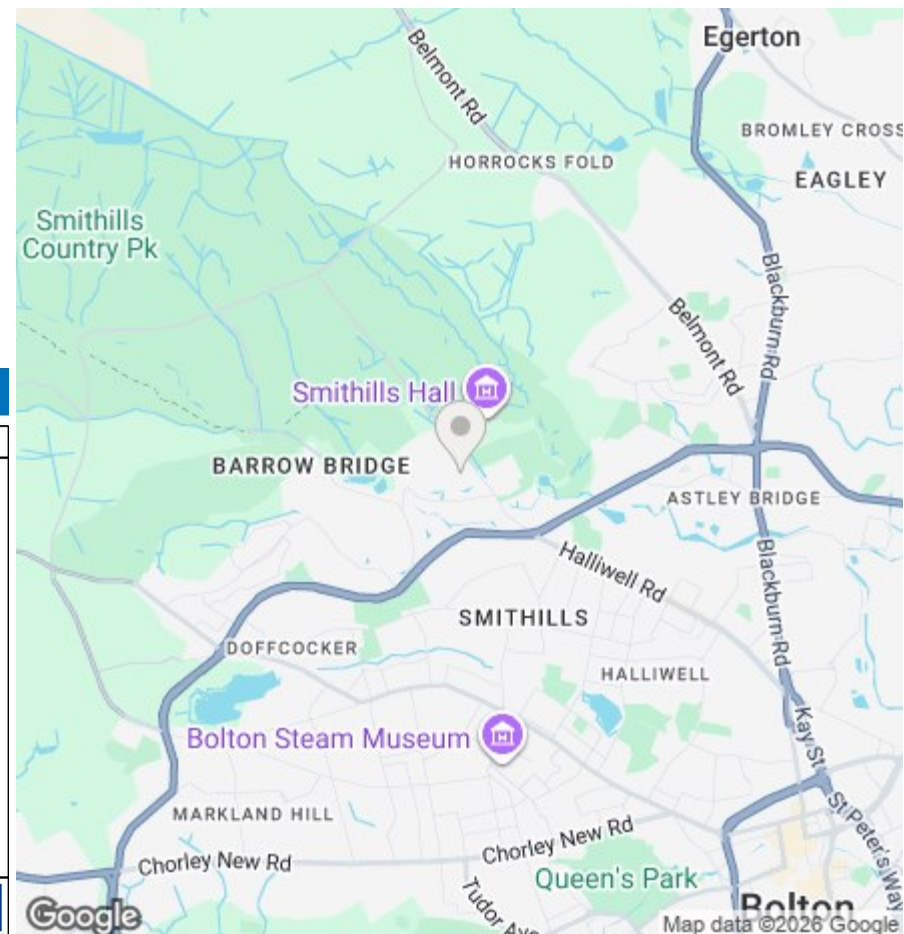 Egerton
Belmont Rd
BROMLEY CROSS
HORROCKS FOLD
EAGLEY
Smithills
Country Pk
Blackburn Rd
Belmont Rd
Smithills Hall
BARROW BRIDGE
ASTLEY BRIDGE
Halliwell Rd
Blackburn Rd
SMITHILLS
DOFFCOCKER
HALLIWELL
Bolton Steam Museum
Kay St
St Peter's Way
MARKLAND HILL
Chorley New Rd
Chorley New Rd
Queen's Park
Tudor Ave
Bolton
Google
Map data ©2026 Google